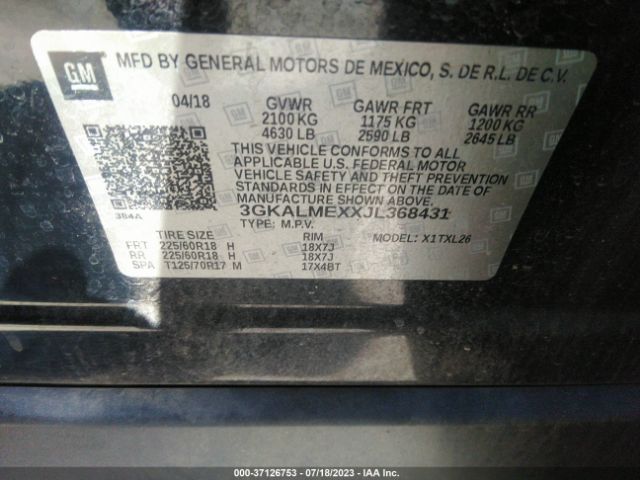 GM
MFD BY GENERAL MOTORS DE MEXICO, S. DE R.L. DE C.V.
04/18 GVWR GAWR FRT GAWR RR
2100 KG 1175 KG 1200 KG
4630 LB 2590 LB 2645 LB
THIS VEHICLE CONFORMS TO ALL
APPLICABLE U.S. FEDERAL MOTOR
VEHICLE SAFETY AND THEFT
PREVENTION STANDARDS IN
EFFECT ON THE DATE OF
MANUFACTURE SHOWN ABOVE.
384A 3GKALMEXXJL368431
TYPE: M.P.V. MODEL: X1TXL26
TIRE SIZE RIM
FRT 225/60R18 H 18X7J
RR 225/60R18 H 18X7J
SPA T125/70R17 M 17X4BT
000-37126753 - 07/18/2023 - IAA Inc.